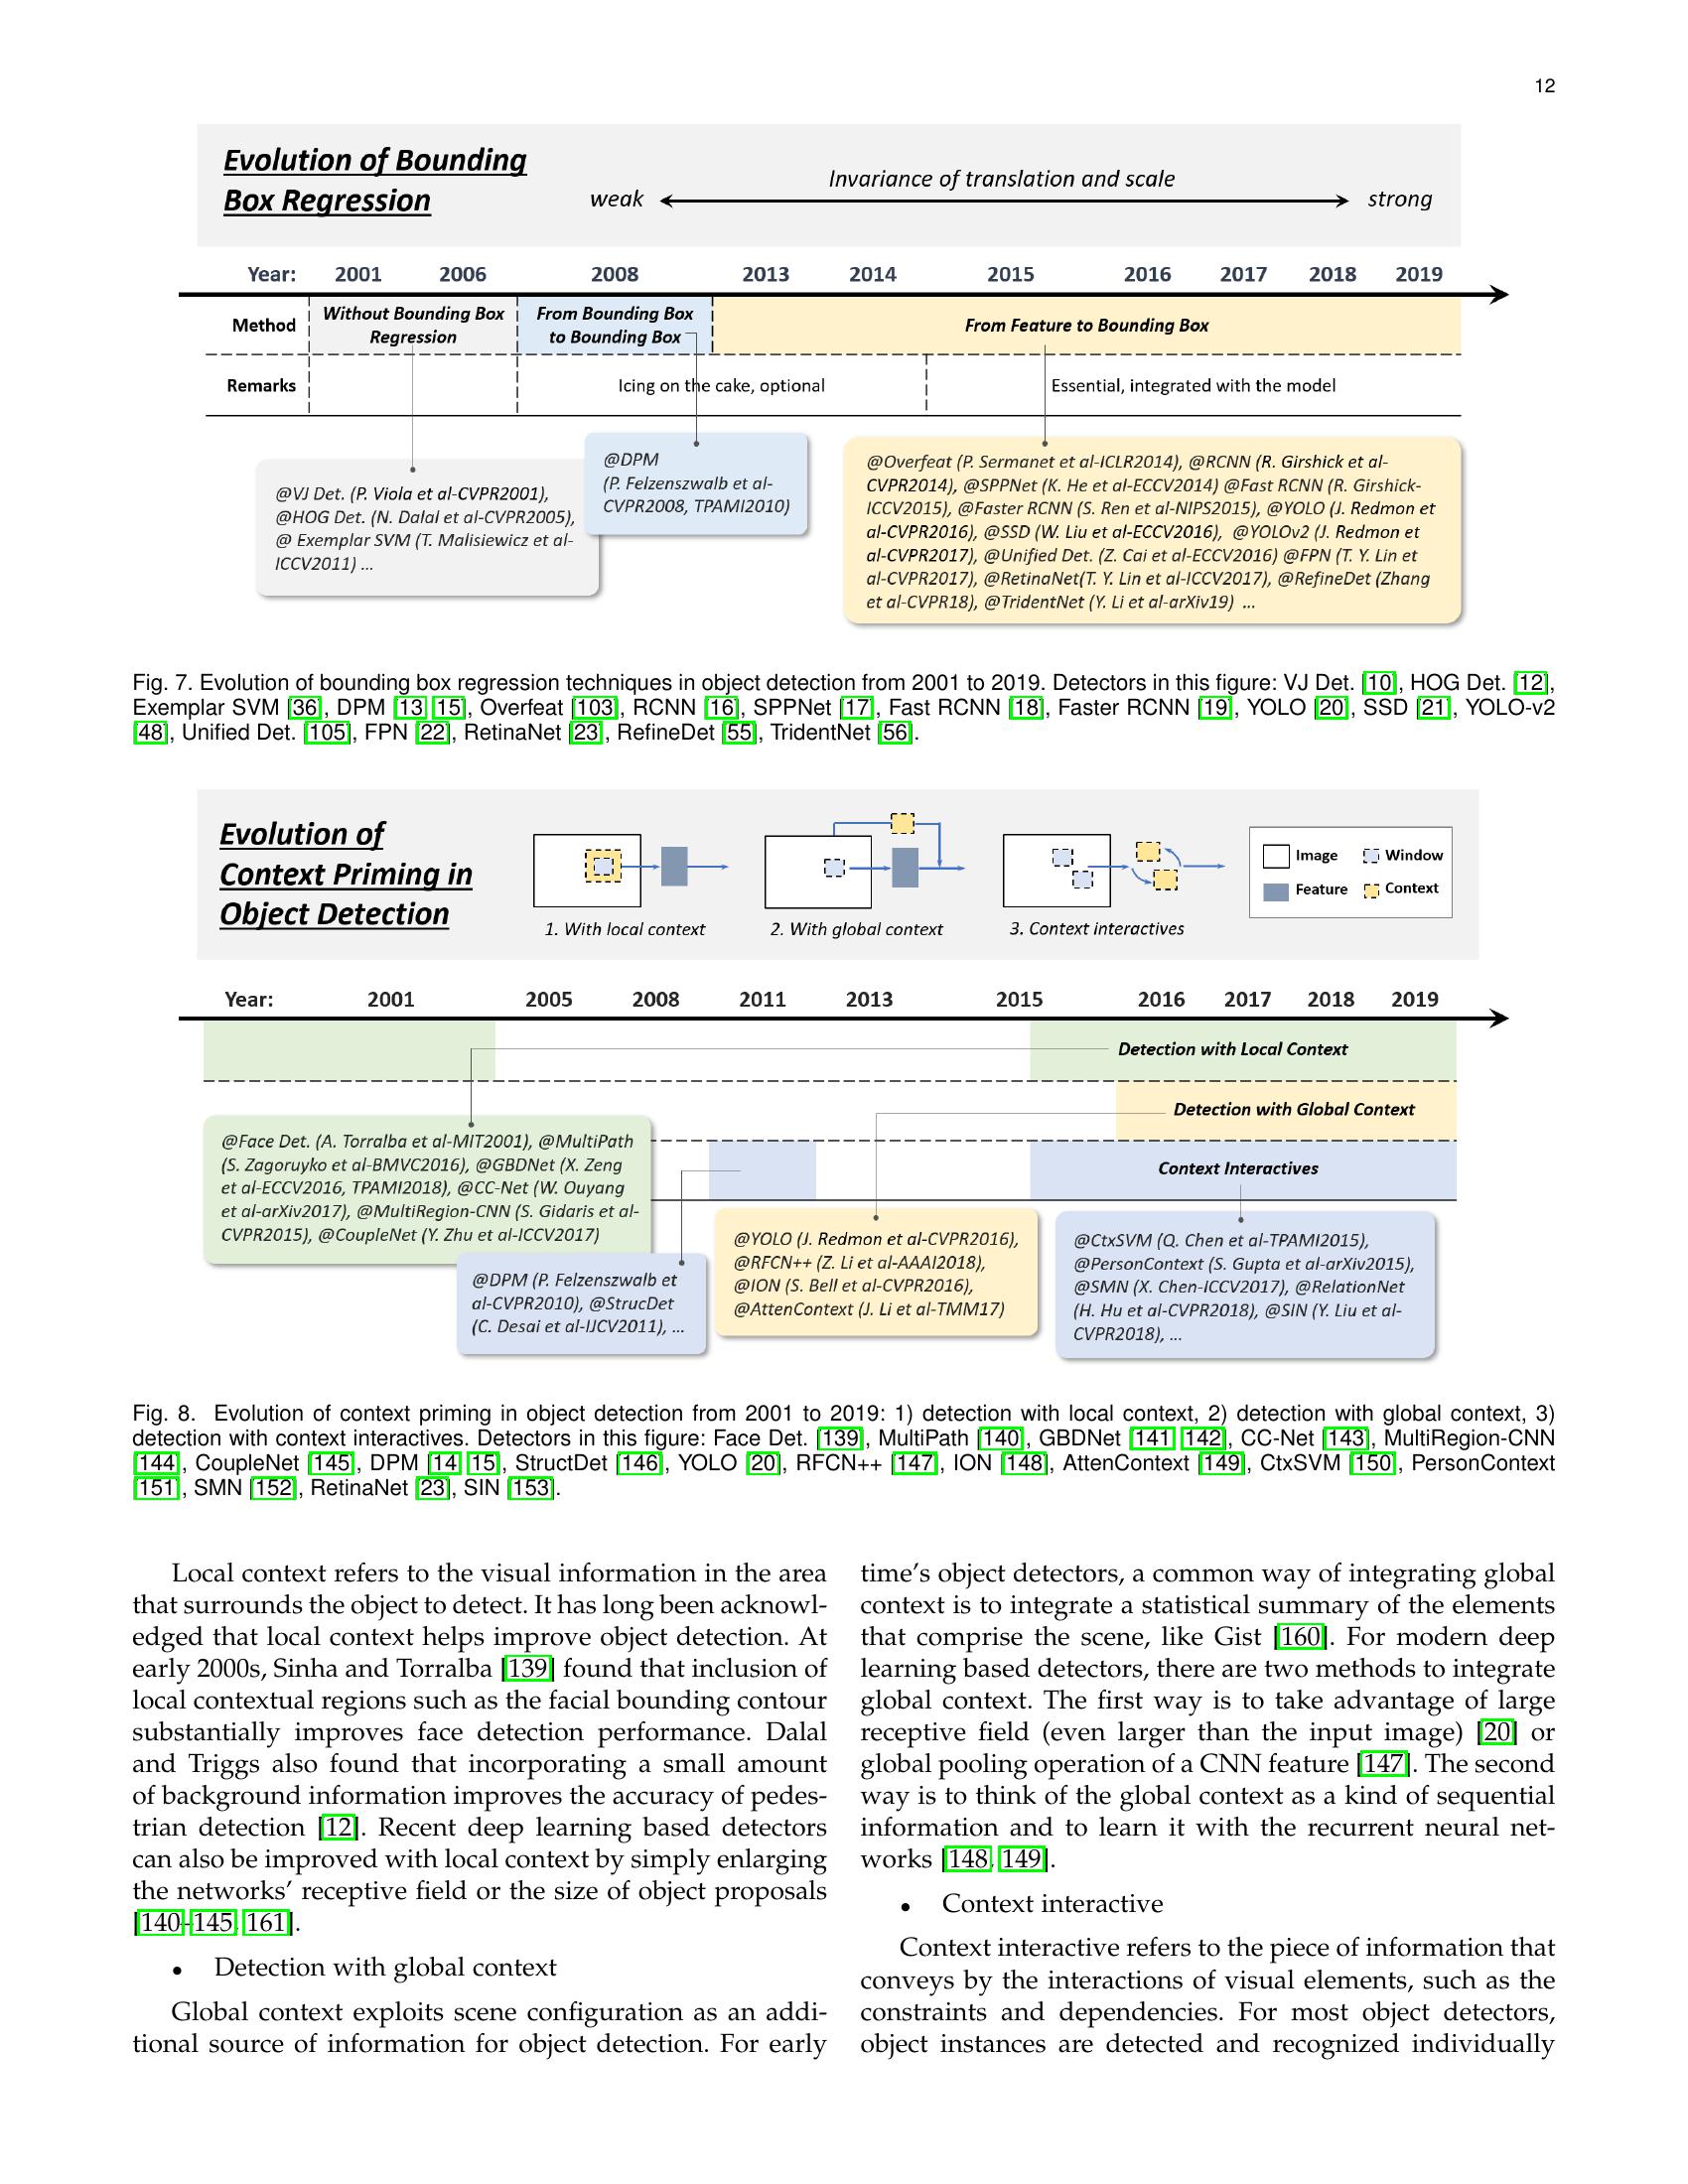 12
Evolution of Bounding
Box Regression
Invariance of translation and scale
weak strong
Year: 2001 2006 2008 2013 2014 2015 2016 2017 2018 2019
Method
Without Bounding Box
Regression
From Bounding Box
to Bounding Box
From Feature to Bounding Box
Remarks Icing on the cake, optional Essential, integrated with the model
@VJ Det. (P. Viola et al-CVPR2001),
@HOG Det. (N. Dalal et al-CVPR2005),
@ Exemplar SVM (T. Malisiewicz et al-
ICCV2011) ...
@DPM
(P. Felzenszwalb et al-
CVPR2008, TPAMI2010)
@Overfeat (P. Sermanet et al-ICLR2014), @RCNN (R. Girshick et al-
CVPR2014), @SPPNet (K. He et al-ECCV2014) @Fast RCNN (R. Girshick-
ICCV2015), @Faster RCNN (S. Ren et al-NIPS2015), @YOLO (J. Redmon et
al-CVPR2016), @SSD (W. Liu et al-ECCV2016), @YOLOv2 (J. Redmon et
al-CVPR2017), @Unified Det. (Z. Cai et al-ECCV2016) @FPN (T. Y. Lin et
al-CVPR2017), @RetinaNet(T. Y. Lin et al-ICCV2017), @RefineDet (Zhang
et al-CVPR18), @TridentNet (Y. Li et al-arXiv19) ...
Fig. 7. Evolution of bounding box regression techniques in object detection from 2001 to 2019. Detectors in this figure: VJ Det. [10], HOG Det. [12],
Exemplar SVM [36], DPM [13, 15], Overfeat [103], RCNN [16], SPPNet [17], Fast RCNN [18], Faster RCNN [19], YOLO [20], SSD [21], YOLO-v2
[48], Unified Det. [105], FPN [22], RetinaNet [23], RefineDet [55], TridentNet [56].
Evolution of
Context Priming in
Object Detection
1. With local context 2. With global context 3. Context interactives
Image Window
Feature Context
Year: 2001 2005 2008 2011 2013 2015 2016 2017 2018 2019
Detection with Local Context
Detection with Global Context
Context Interactives
@Face Det. (A. Torralba et al-MIT2001), @MultiPath
(S. Zagoruyko et al-BMVC2016), @GBDNet (X. Zeng
et al-ECCV2016, TPAMI2018), @CC-Net (W. Ouyang
et al-arXiv2017), @MultiRegion-CNN (S. Gidaris et al-
CVPR2015), @CoupleNet (Y. Zhu et al-ICCV2017)
@DPM (P. Felzenszwalb et
al-CVPR2010), @StrucDet
(C. Desai et al-IJCV2011), ...
@YOLO (J. Redmon et al-CVPR2016),
@RFCN++ (Z. Li et al-AAAI2018),
@ION (S. Bell et al-CVPR2016),
@AttenContext (J. Li et al-TMM17)
@CtxSVM (Q. Chen et al-TPAMI2015),
@PersonContext (S. Gupta et al-arXiv2015),
@SMN (X. Chen-ICCV2017), @RelationNet
(H. Hu et al-CVPR2018), @SIN (Y. Liu et al-
CVPR2018), ...
Fig. 8. Evolution of context priming in object detection from 2001 to 2019: 1) detection with local context, 2) detection with global context, 3)
detection with context interactives. Detectors in this figure: Face Det. [139], MultiPath [140], GBDNet [141, 142], CC-Net [143], MultiRegion-CNN
[144], CoupleNet [145], DPM [14, 15], StructDet [146], YOLO [20], RFCN++ [147], ION [148], AttenContext [149], CtxSVM [150], PersonContext
[151], SMN [152], RetinaNet [23], SIN [153].
Local context refers to the visual information in the area
that surrounds the object to detect. It has long been acknowl-
edged that local context helps improve object detection. At
early 2000s, Sinha and Torralba [139] found that inclusion of
local contextual regions such as the facial bounding contour
substantially improves face detection performance. Dalal
and Triggs also found that incorporating a small amount
of background information improves the accuracy of pedes-
trian detection [12]. Recent deep learning based detectors
can also be improved with local context by simply enlarging
the networks' receptive field or the size of object proposals
[140–145, 161].
• Detection with global context
Global context exploits scene configuration as an addi-
tional source of information for object detection. For early
time's object detectors, a common way of integrating global
context is to integrate a statistical summary of the elements
that comprise the scene, like Gist [160]. For modern deep
learning based detectors, there are two methods to integrate
global context. The first way is to take advantage of large
receptive field (even larger than the input image) [20] or
global pooling operation of a CNN feature [147]. The second
way is to think of the global context as a kind of sequential
information and to learn it with the recurrent neural net-
works [148, 149].
• Context interactive
Context interactive refers to the piece of information that
conveys by the interactions of visual elements, such as the
constraints and dependencies. For most object detectors,
object instances are detected and recognized individually